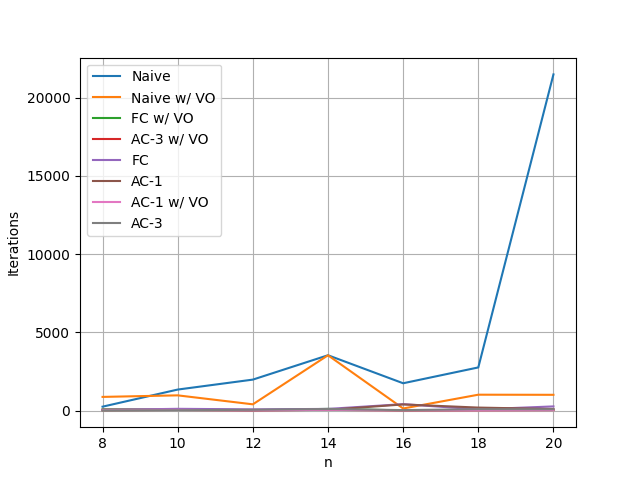 Naive
Naive w/ VO
FC w/ VO
AC-3 w/ VO
FC
AC-1
AC-1 w/ VO
AC-3
20000
15000
10000
5000
0
Iterations
8 10 12 14 16 18 20
n